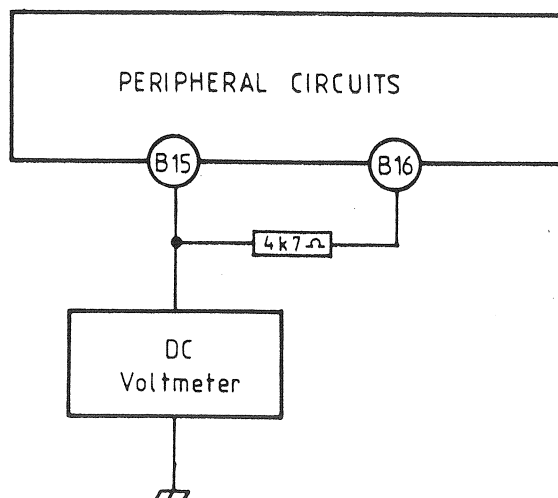 PERIPHERAL CIRCUITS
B15
B16
4k7Ω
DC
Voltmeter